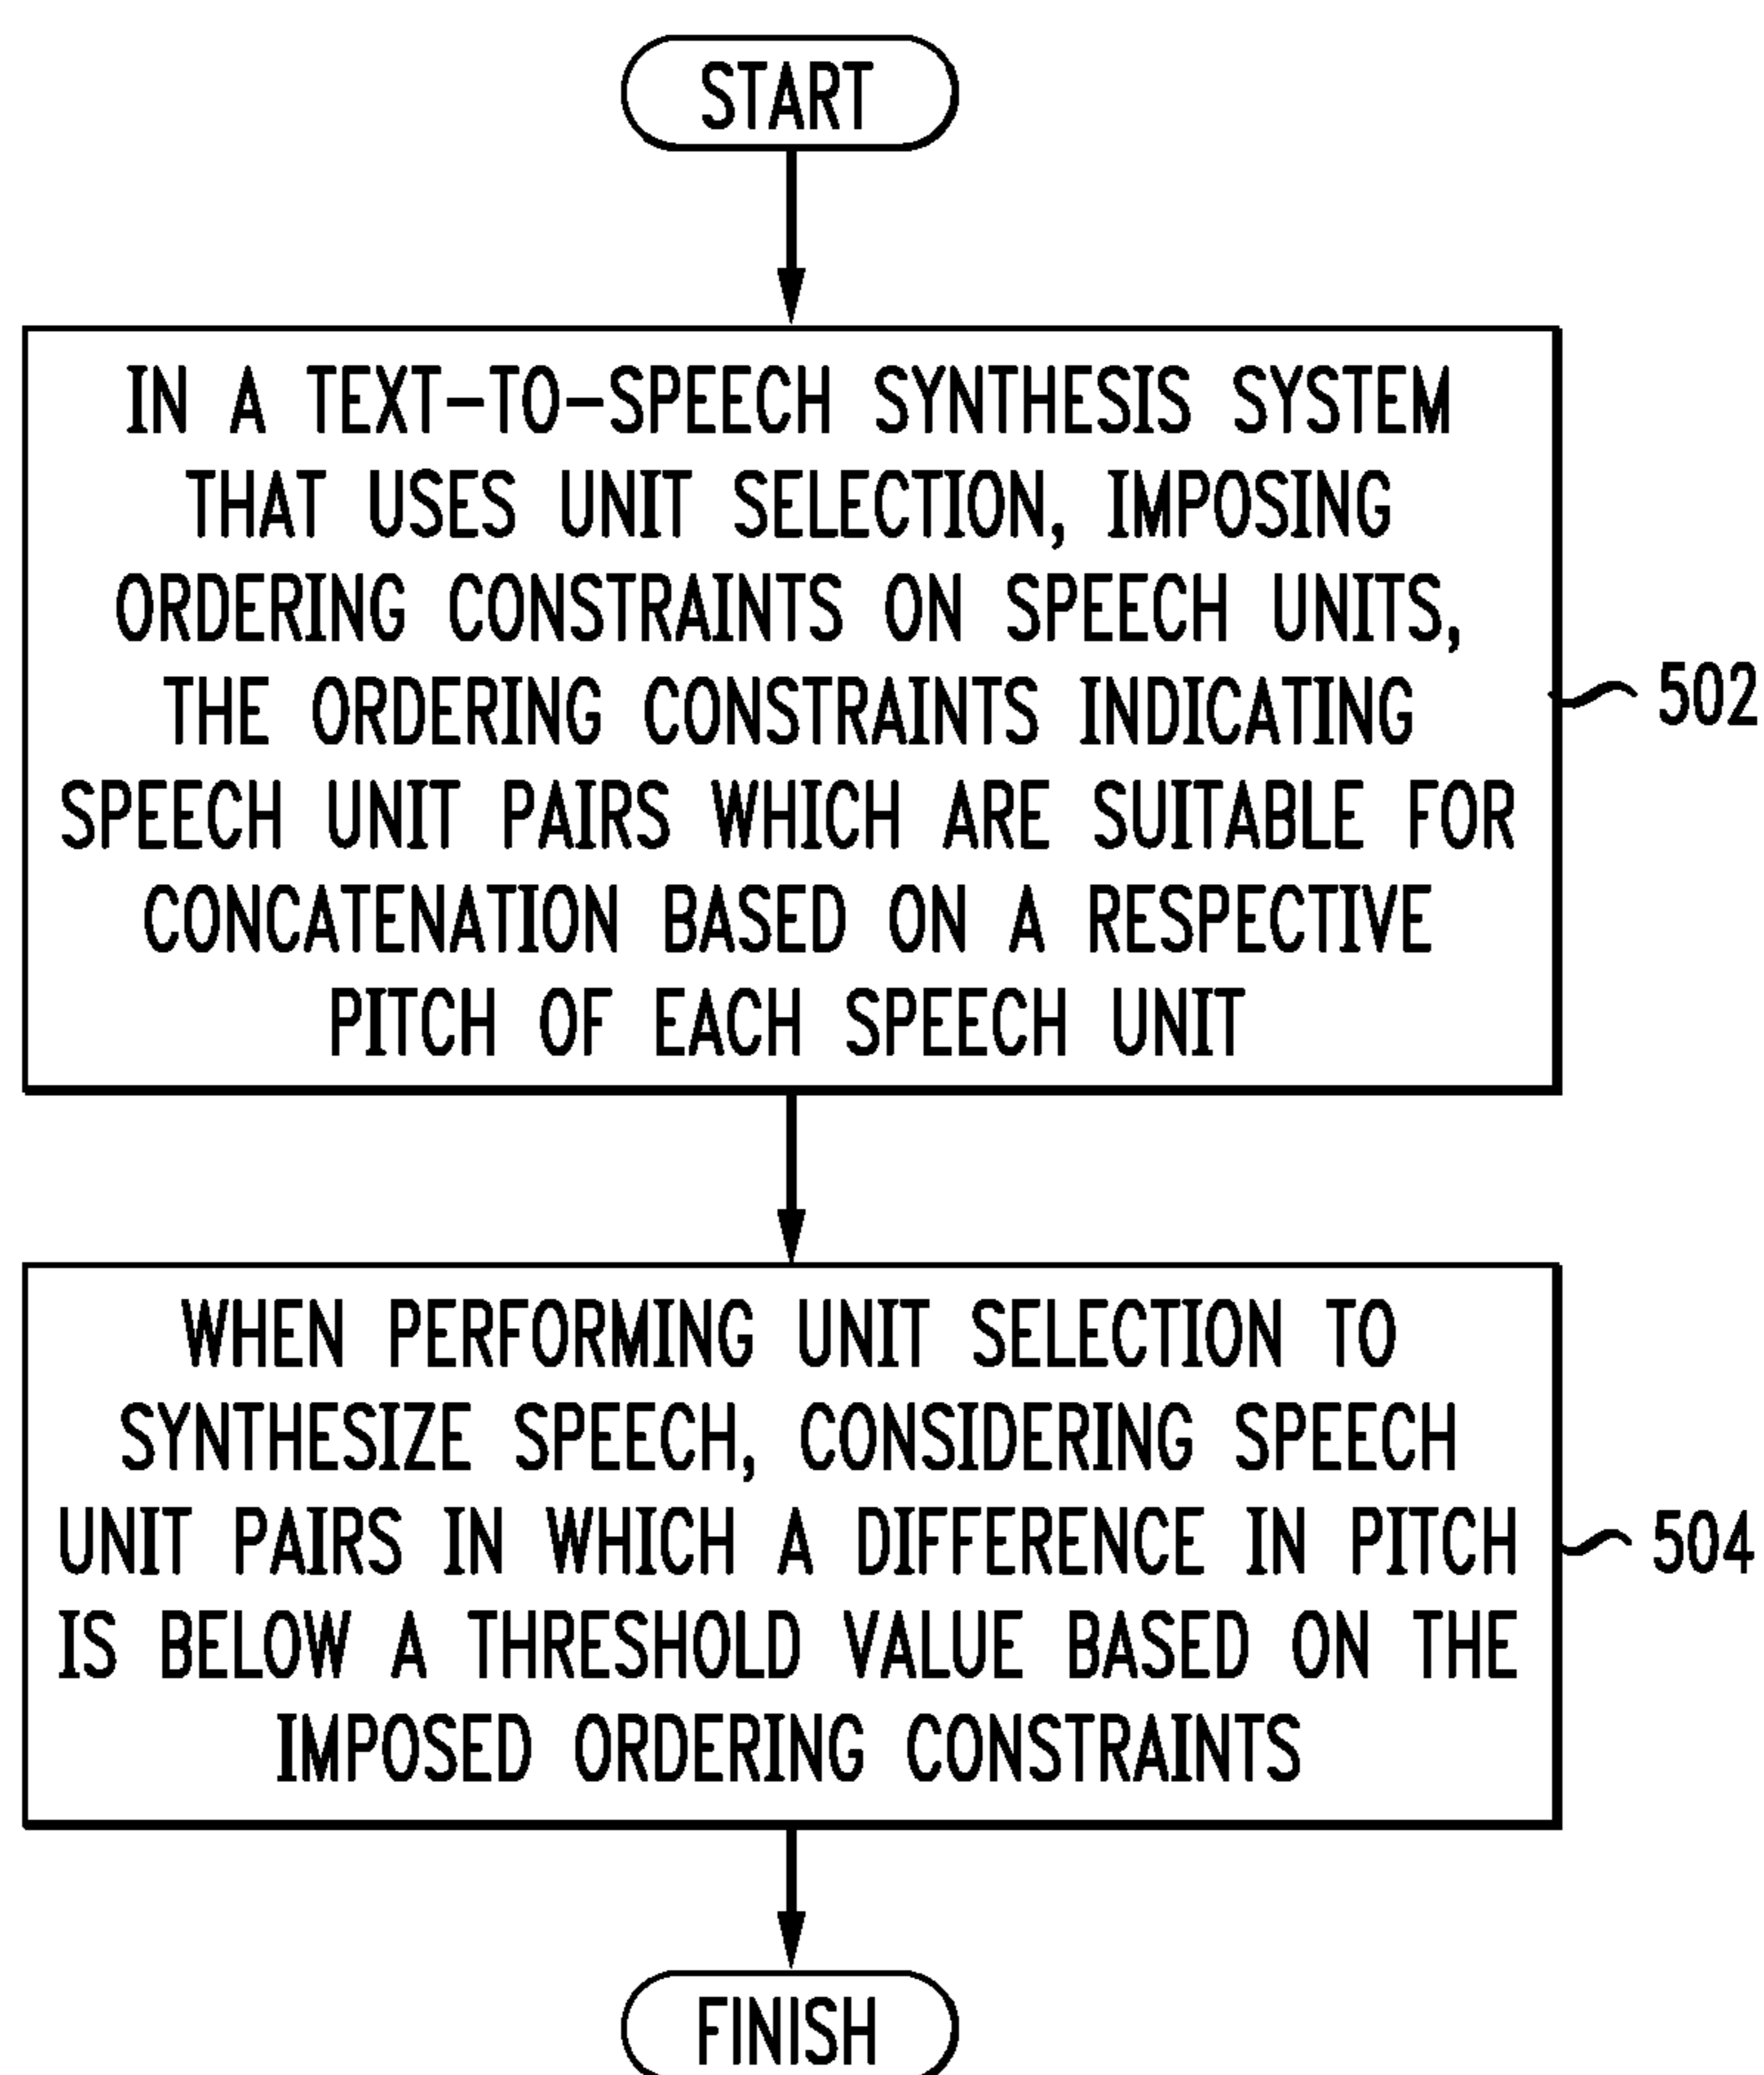 START
IN A TEXT-TO-SPEECH SYNTHESIS SYSTEM
THAT USES UNIT SELECTION, IMPOSING
ORDERING CONSTRAINTS ON SPEECH UNITS,
THE ORDERING CONSTRAINTS INDICATING
SPEECH UNIT PAIRS WHICH ARE SUITABLE FOR
CONCATENATION BASED ON A RESPECTIVE
PITCH OF EACH SPEECH UNIT
502
WHEN PERFORMING UNIT SELECTION TO
SYNTHESIZE SPEECH, CONSIDERING SPEECH
UNIT PAIRS IN WHICH A DIFFERENCE IN PITCH
IS BELOW A THRESHOLD VALUE BASED ON THE
IMPOSED ORDERING CONSTRAINTS
504
FINISH